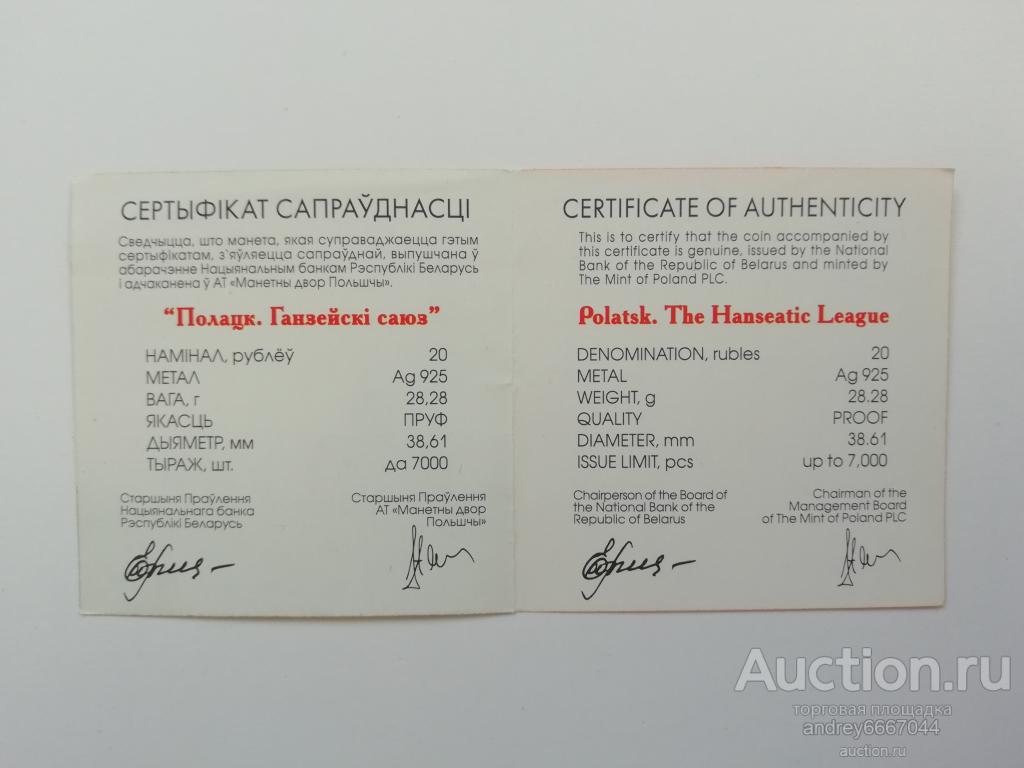 СЕРТЫФІКАТ САПРАЎДНАСЦІ
Сведчыцца, што манета, якая суправаджаецца гэтым
сертыфікатам, з'яўляецца сапраўднай, выпушчана ў
абарачэнне Нацыянальным банкам Рэспублікі Беларусь
і адчаканена ў АТ «Манетны двор Польшчы».
“Полацк. Ганзейскі саюз”
НАМІНАЛ, рублёў 20
МЕТАЛ Ag 925
ВАГА, г 28,28
ЯКАСЦЬ ПРУФ
ДЫЯМЕТР, мм 38,61
ТЫРАЖ, шт. да 7000
Старшыня Праўлення
Нацыянальнага банка
Рэспублікі Беларусь
Старшыня Праўлення
АТ «Манетны двор
Польшчы»
CERTIFICATE OF AUTHENTICITY
This is to certify that the coin accompanied by
this certificate is genuine, issued by the National
Bank of the Republic of Belarus and minted by
The Mint of Poland PLC.
Polatsk. The Hanseatic League
DENOMINATION, rubles 20
METAL Ag 925
WEIGHT, g 28.28
QUALITY PROOF
DIAMETER, mm 38.61
ISSUE LIMIT, pcs up to 7,000
Chairperson of the Board of
the National Bank of the
Republic of Belarus
Chairman of the
Management Board
of The Mint of Poland PLC
Auction.ru
торговая площадка
andrey6667044
auction.ru